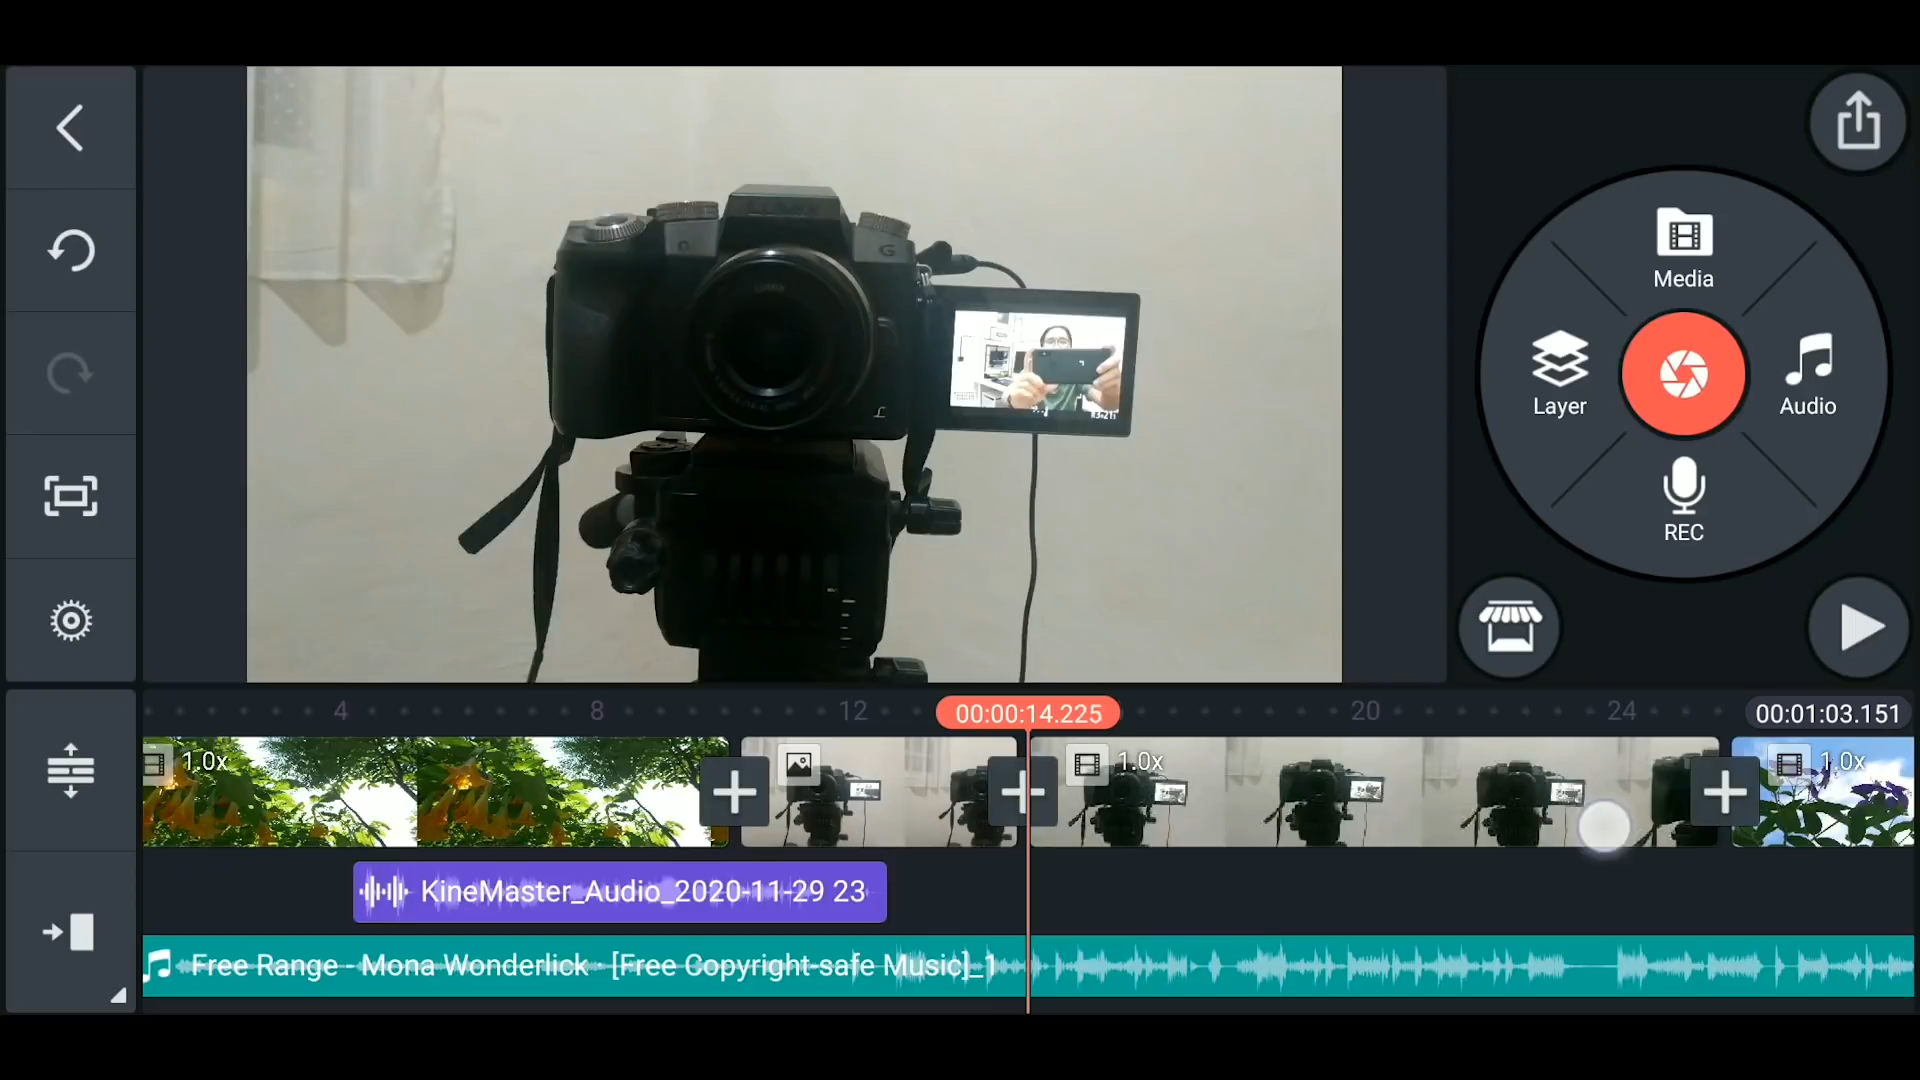 Media
Layer
Audio
REC
G
4
8
12
00:00:14.225
20
24
00:01:03.151
1.0x
1.0x
1.0x
KineMaster_Audio_2020-11-29 23
Free Range - Mona Wonderlick · [Free Copyright-safe Music]_1